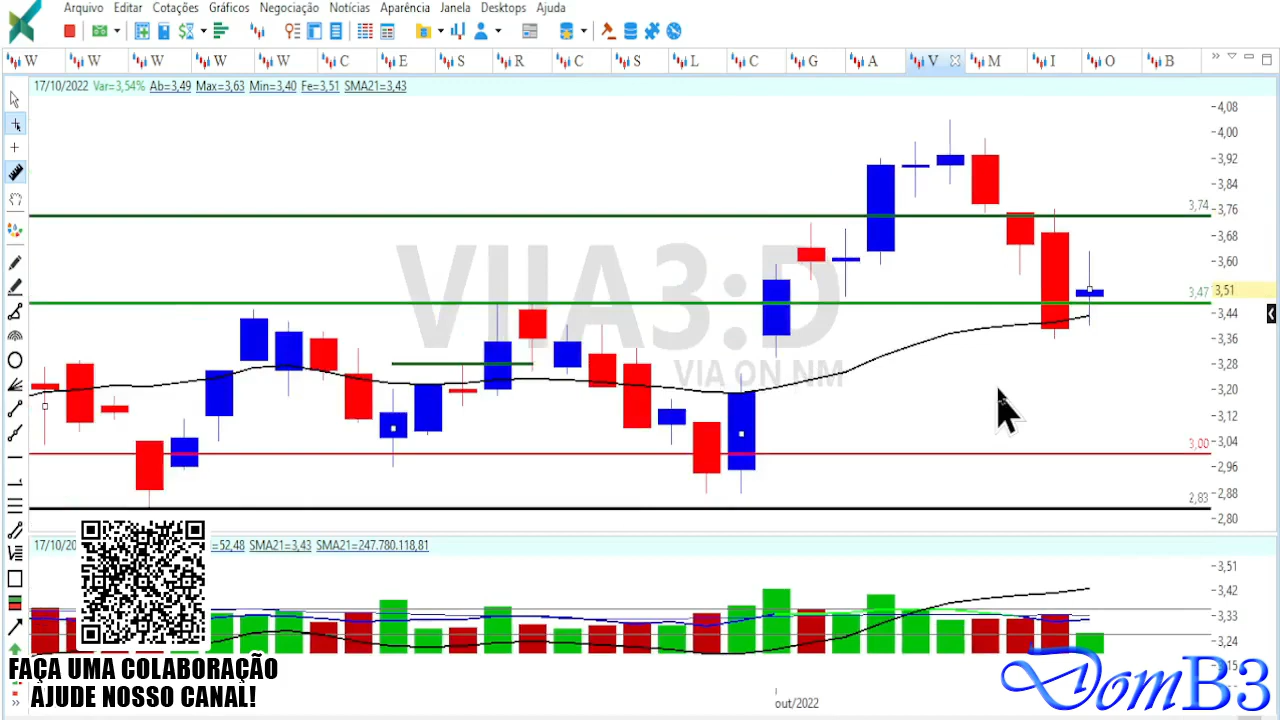 Arquivo Editar Cotações Gráficos Negociação Notícias Aparência Janela Desktops Ajuda
W W W W W C E S R C S L C G A V M I O B
17/10/2022 Var=3,54% Ab=3,49 Max=3,63 Min=3,40 Fe=3,51 SMA21=3,43
4,08
4,00
3,92
3,84
3,74
3,76
3,68
VIIA3:D
3,60
3,47
3,51
3,44
3,36
VIA ON NM
3,28
3,20
3,12
3,00
3,04
2,96
2,88
2,83
2,80
17/10/20 =52,48 SMA21=3,43 SMA21=247.780.118,81
3,51
3,42
3,33
3,24
FAÇA UMA COLABORAÇÃO
AJUDE NOSSO CANAL!
3,15
DomB3
out/2022